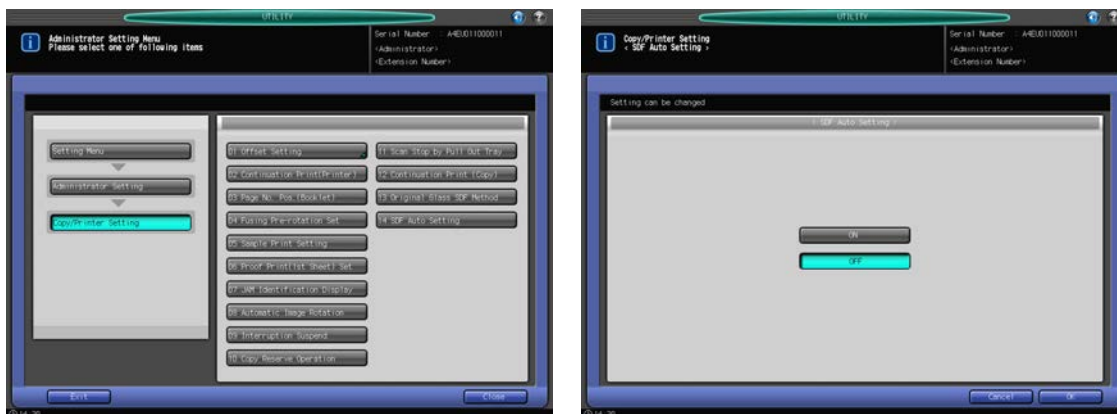 UTILITY
Administrator Setting Menu
Please select one of following items
Serial Number : A4EU011000011
<Administrator>
<Extension Number>
Setting Menu
Administrator Setting
Copy/Printer Setting
01 Offset Setting
02 Continuation Print(Printer)
03 Page No. Pos.(Booklet)
04 Fusing Pre-rotation Set
05 Sample Print Setting
06 Proof Print(1st Sheet) Set
07 JAM Identification Display
08 Automatic Image Rotation
09 Interruption Suspend
10 Copy Reserve Operation
11 Scan Stop by Pull Out Tray
12 Continuation Print (Copy)
13 Original Glass SDF Method
14 SDF Auto Setting
Exit
Close
UTILITY
Copy/Printer Setting
< SDF Auto Setting >
Serial Number : A4EU011000011
<Administrator>
<Extension Number>
Setting can be changed
< SDF Auto Setting >
ON
OFF
Cancel
OK